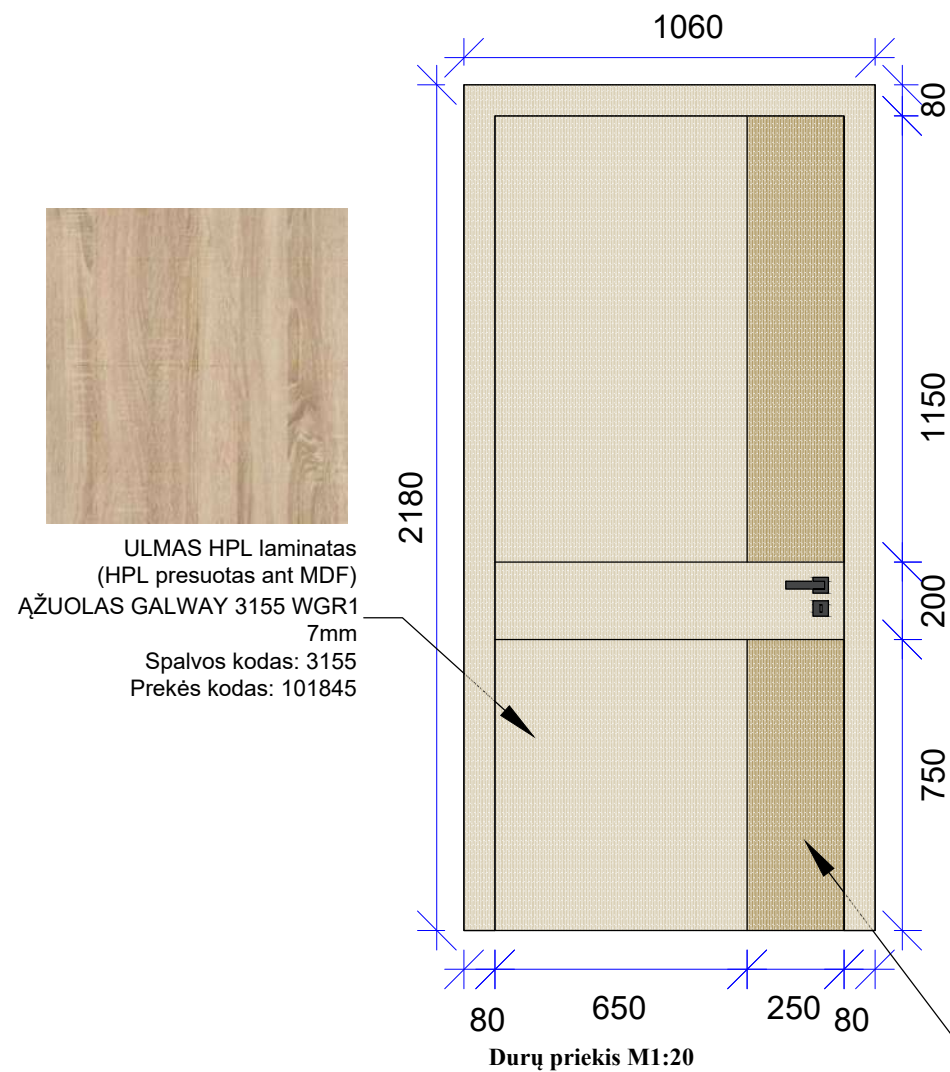 1060
80
1150
2180
ULMAS HPL laminatas
(HPL presuotas ant MDF)
ĄŽUOLAS GALWAY 3155 WGR1
7mm
Spalvos kodas: 3155
Prekės kodas: 101845
200
750
80
650
250
80
Durų priekis M1:20